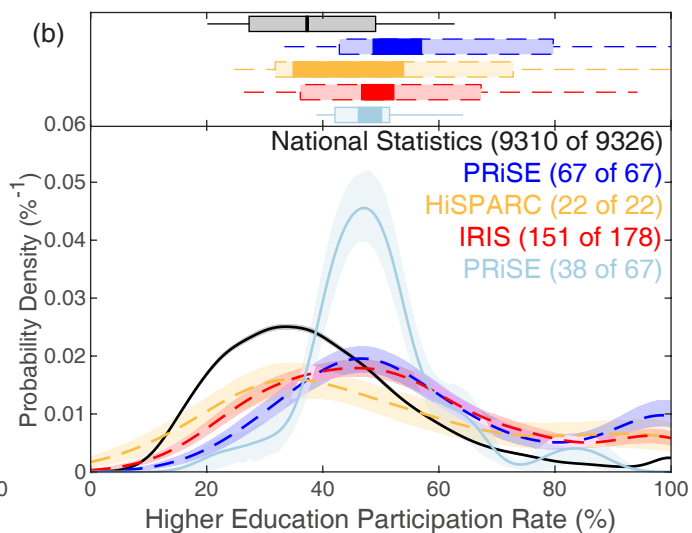 (b)
0.06
National Statistics (9310 of 9326)
PRiSE (67 of 67)
0.05
HiSPARC (22 of 22)
0.04
IRIS (151 of 178)
PRiSE (38 of 67)
0.03
0.02
0.01
0
Probability Density (%⁻¹)
0
0 20 40 60 80 100
Higher Education Participation Rate (%)